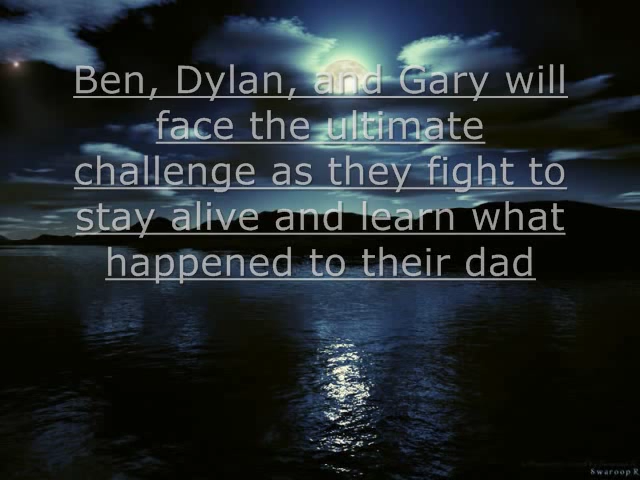 Ben, Dylan, and Gary will
face the ultimate
challenge as they fight to
stay alive and learn what
happened to their dad
Swaroop R